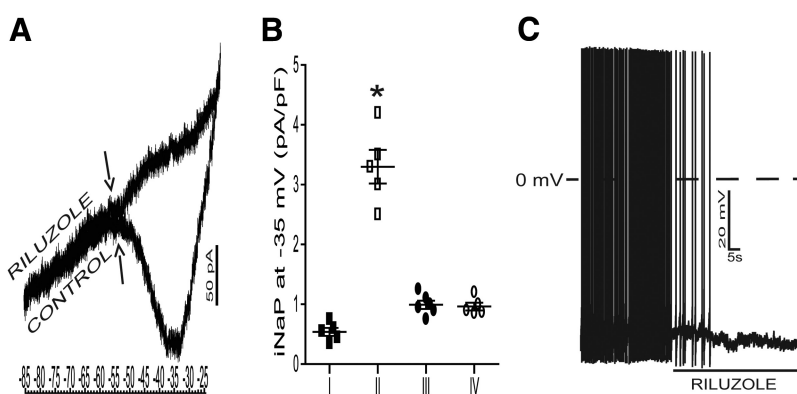 A
RILUZOLE
CONTROL
50 pA
-85 -80 -75 -70 -65 -60 -55 -50 -45 -40 -35 -30 -25
B
*
iNaP at -35 mV (pA/pF)
5
4
3
2
1
0
I II III IV
C
0 mV
20 mV
5s
RILUZOLE